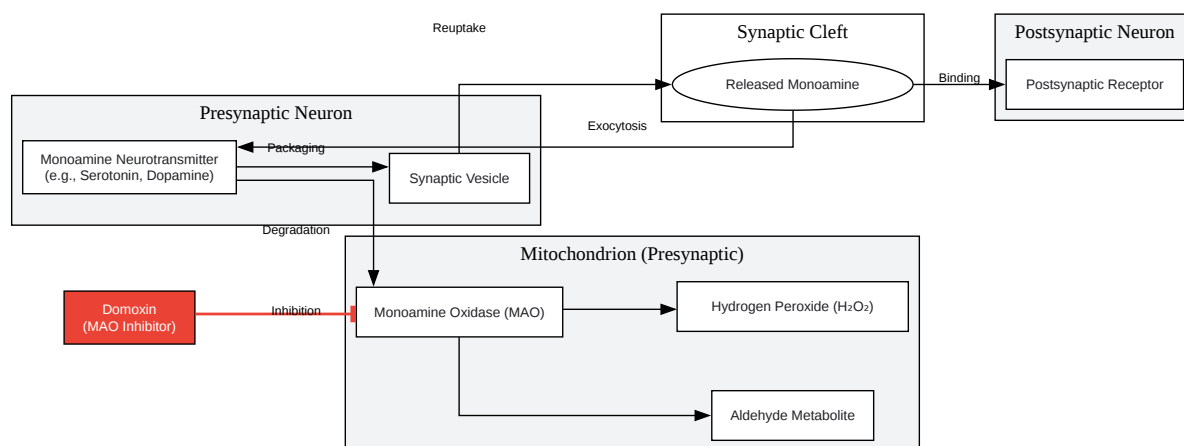 Reuptake
Synaptic Cleft
Postsynaptic Neuron
Released Monoamine
Binding
Postsynaptic Receptor
Presynaptic Neuron
Exocytosis
Packaging
Monoamine Neurotransmitter
(e.g., Serotonin, Dopamine)
Synaptic Vesicle
Degradation
Mitochondrion (Presynaptic)
Domoxin
(MAO Inhibitor)
Inhibition
Monoamine Oxidase (MAO)
Hydrogen Peroxide (H₂O₂)
Aldehyde Metabolite